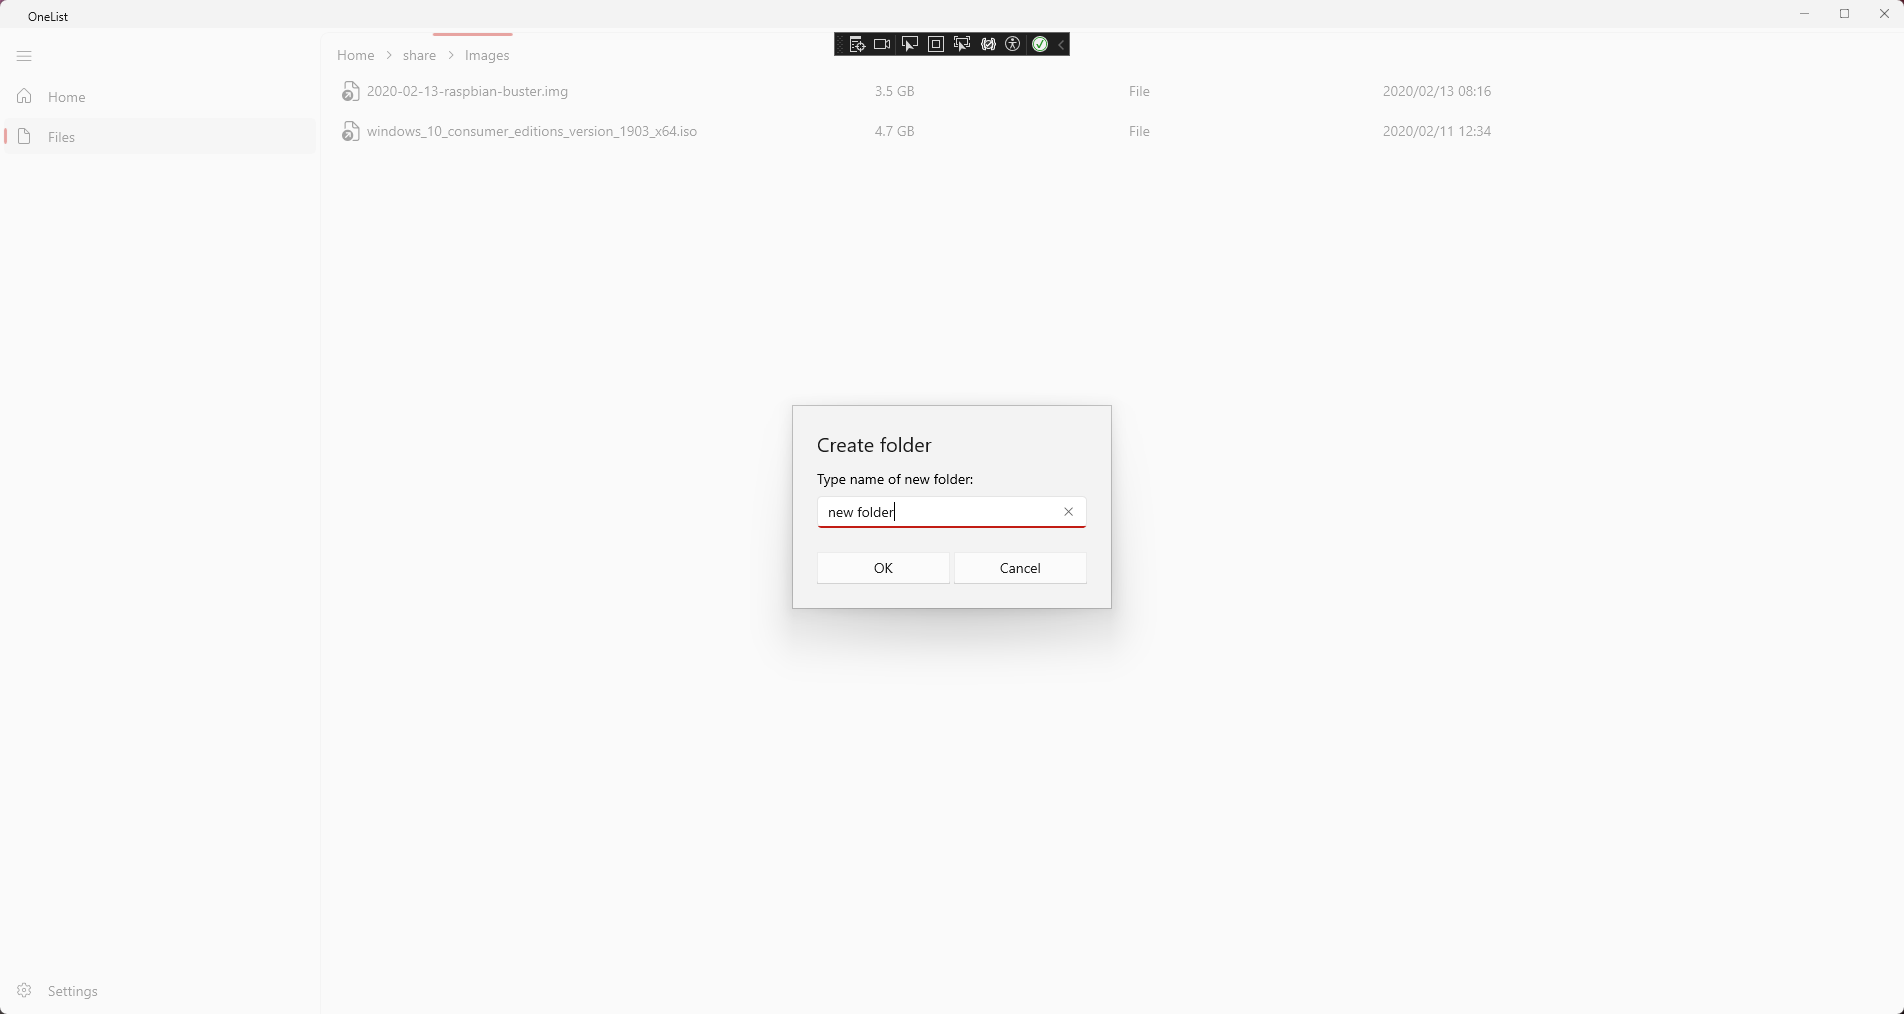 OneList
Home
Files
Settings
Home > share > Images
2020-02-13-raspbian-buster.img 3.5 GB File 2020/02/13 08:16
windows_10_consumer_editions_version_1903_x64.iso 4.7 GB File 2020/02/11 12:34
Create folder
Type name of new folder:
new folder
OK Cancel